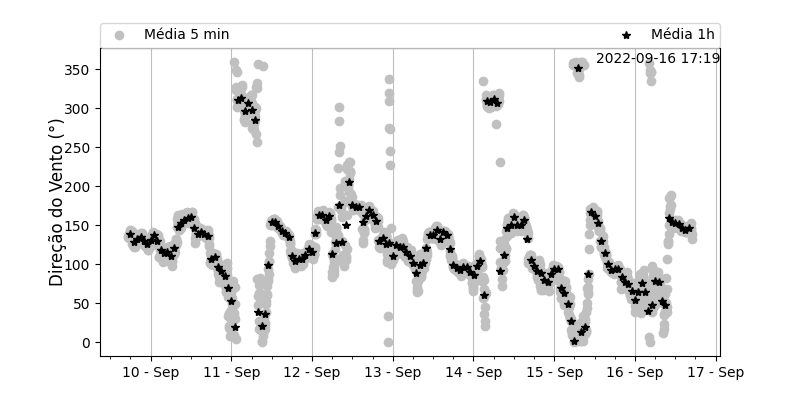 Média 5 min
Média 1h
2022-09-16 17:19
Direção do Vento (°)
350
300
250
200
150
100
50
0
10 - Sep
11 - Sep
12 - Sep
13 - Sep
14 - Sep
15 - Sep
16 - Sep
17 - Sep